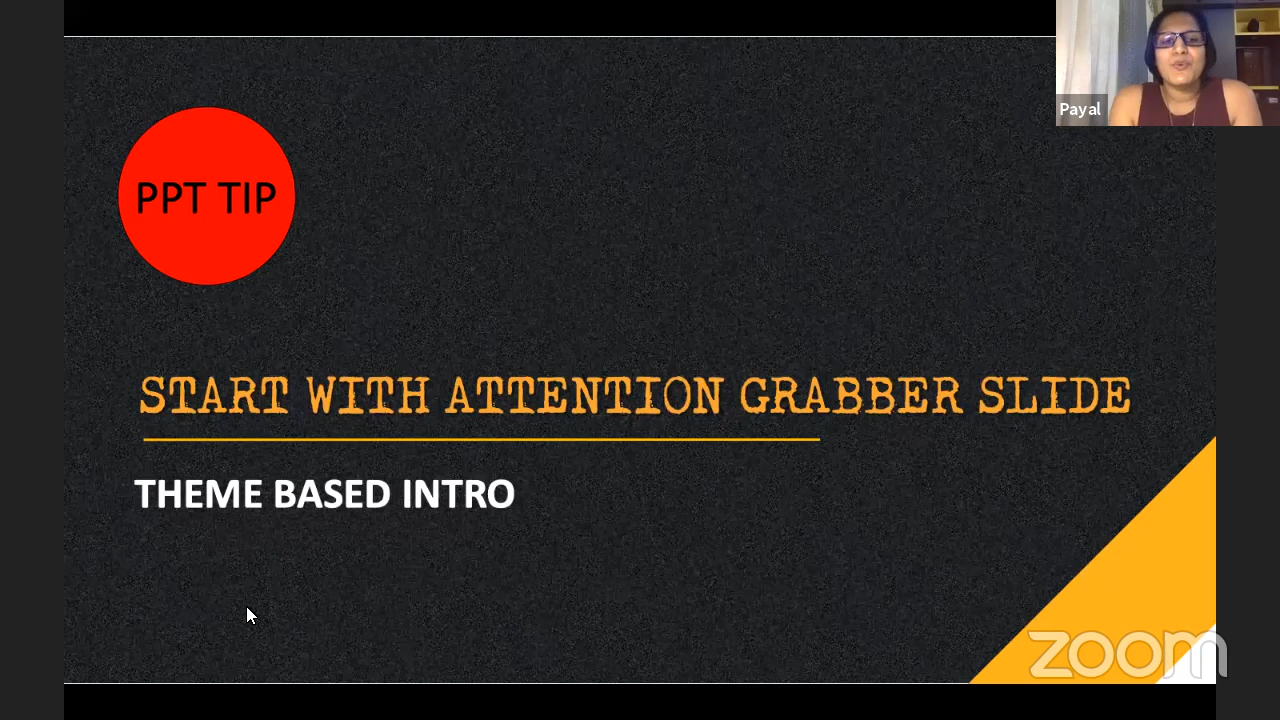 Payal
PPT TIP
START WITH ATTENTION GRABBER SLIDE
THEME BASED INTRO
zoom